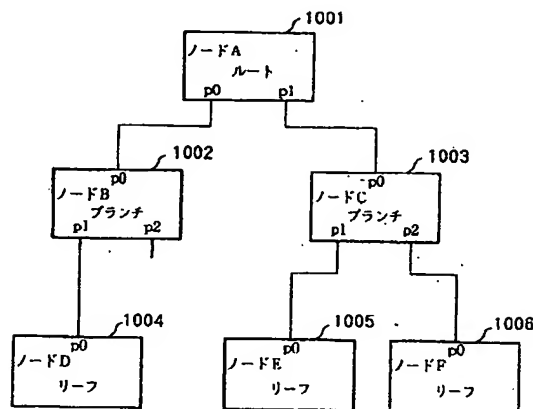 1001
ノードA
ルート
p0 p1
1002
1003
p0
ノードB
ブランチ
p1 p2
p0
ノードC
ブランチ
p1 p2
1004
1005
1006
p0
ノードD
リーフ
p0
ノードE
リーフ
p0
ノードF
リーフ